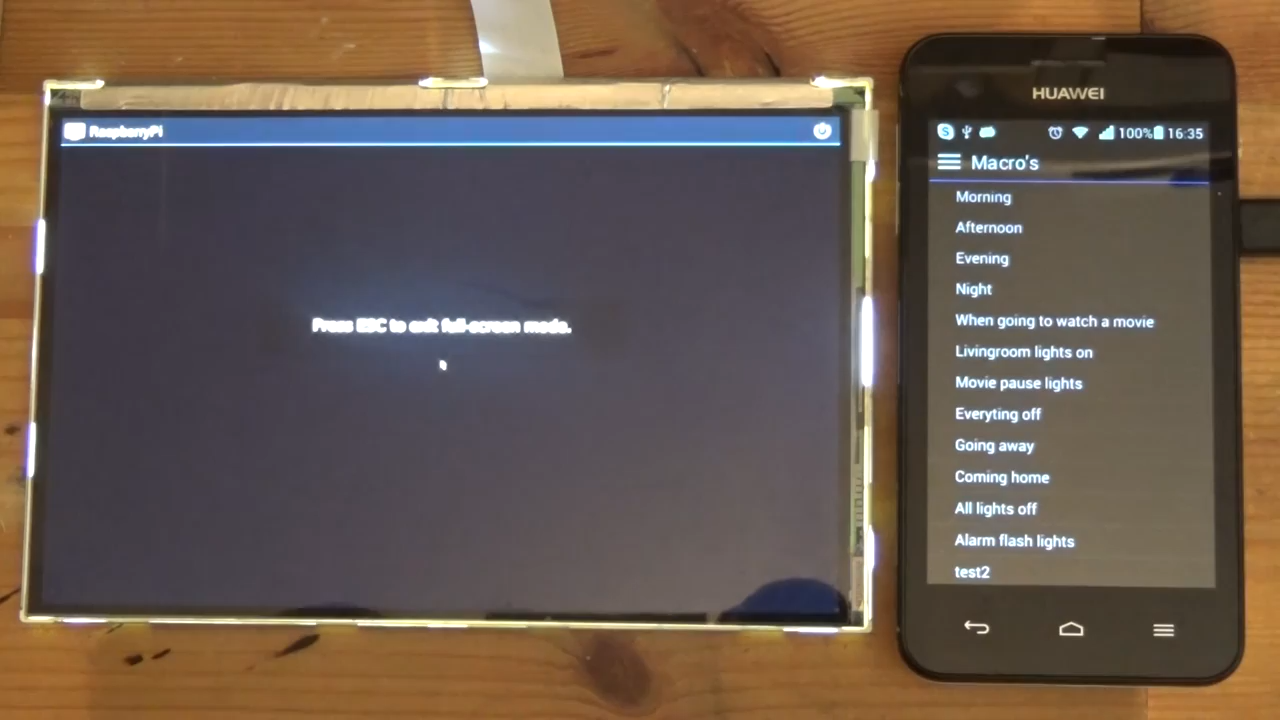 RaspberryPi
Press ESC to exit full-screen mode.
HUAWEI
100% 16:35
Macro's
Morning
Afternoon
Evening
Night
When going to watch a movie
Livingroom lights on
Movie pause lights
Everyting off
Going away
Coming home
All lights off
Alarm flash lights
test2